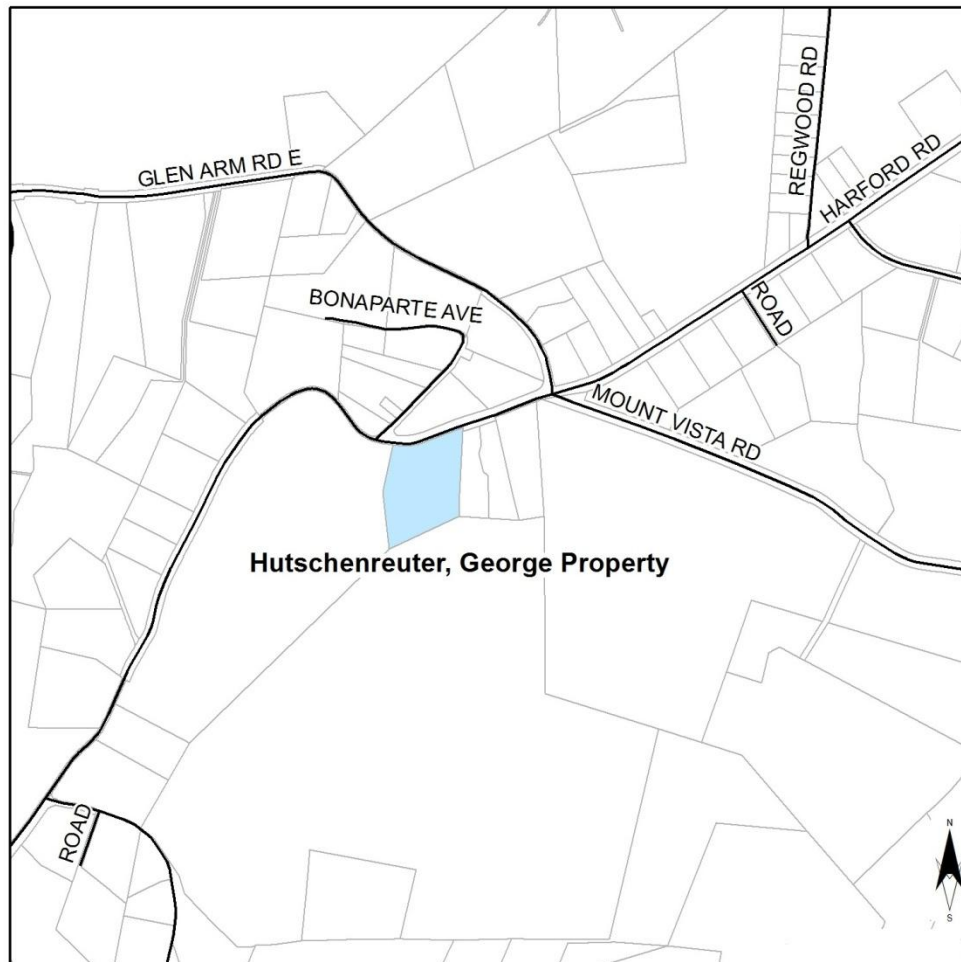 REGWOOD RD
HARFORD RD
GLEN ARM RD E
BONAPARTE AVE
ROAD
MOUNT VISTA RD
Hutschenreuter, George Property
ROAD
N
S